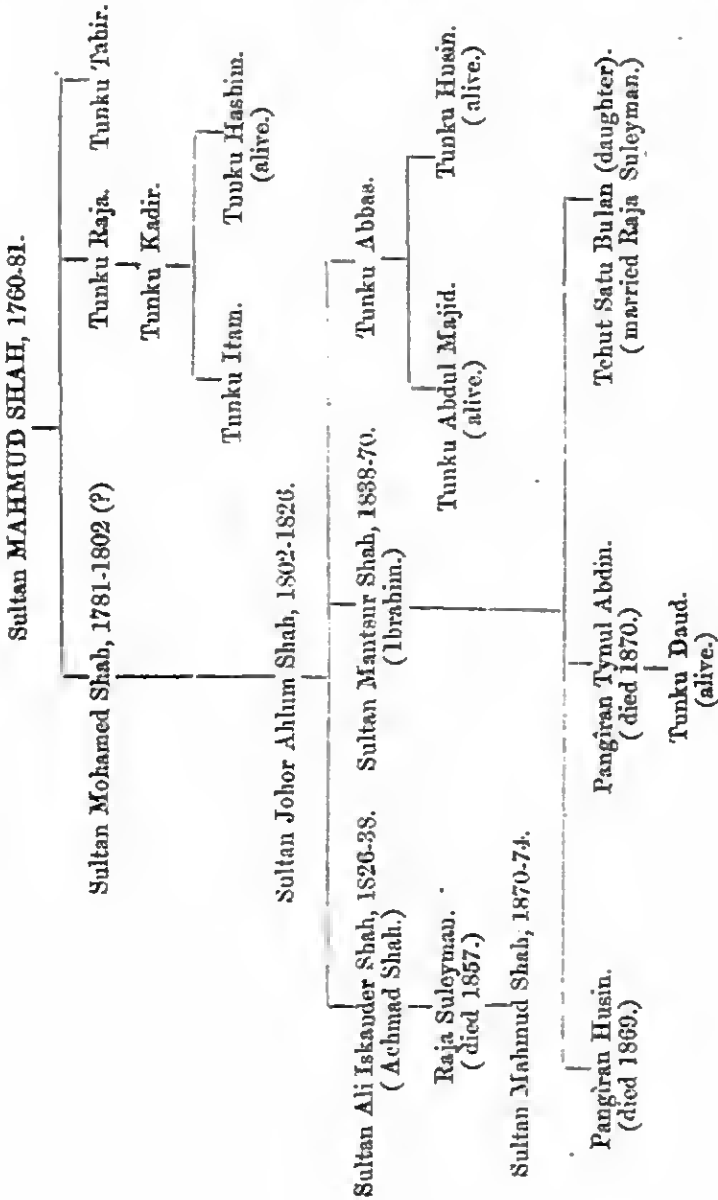 Sultan MAHMUD SHAH, 1760-81.
Sultan Mohamed Shah, 1781-1802 (?)
Tunku Raja.
Tunku Tahir.
Tunku Kadir.
Tunku Itam.
Tunku Hashim.
(alive.)
Sultan Johor Ahlum Shah, 1802-1826.
Sultan Ali Iskander Shah, 1826-38.
(Achmad Shah.)
Sultan Mantsur Shah, 1838-70.
(Ibrahim.)
Tunku Abbas.
Raja Suleyman.
(died 1857.)
Tunku Abdul Majid.
(alive.)
Tunku Husin.
(alive.)
Sultan Mahmud Shah, 1870-74.
Pangiran Husin.
(died 1869.)
Pangiran Tynul Abdin.
(died 1870.)
Tchut Satu Bulan (daughter).
(married Raja Suleyman.)
Tunku Daud.
(alive.)